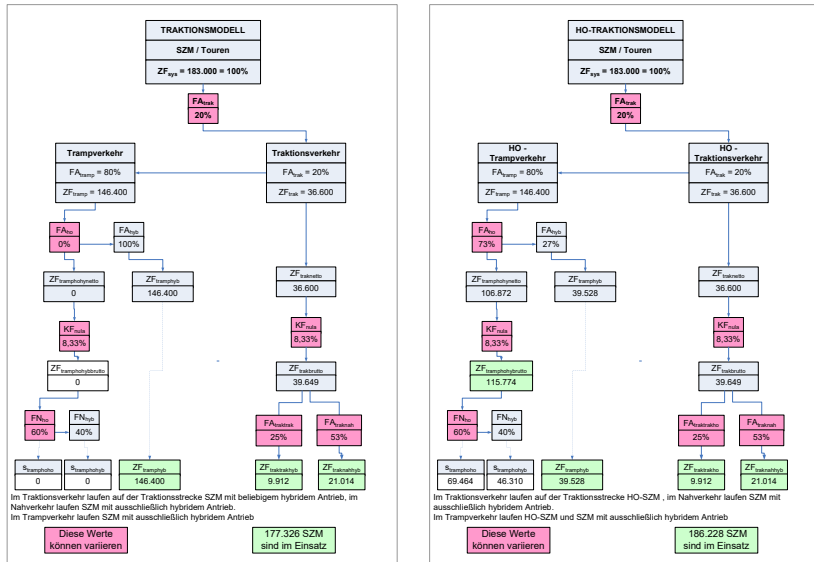 TRAKTIONSMODELL
SZM / Touren
ZFsys = 183.000 = 100%
FAtrak
20%
Trampverkehr
FAtramp = 80%
ZFtramp = 146.400
Traktionsverkehr
FAtrak = 20%
ZFtrak = 36.600
FAho
0%
FAhyb
100%
ZFtramphohynetto
0
ZFtramphyb
146.400
ZFtraknetto
36.600
KFnula
8,33%
KFnula
8,33%
ZFtramphohybbrutto
0
ZFtrakbrutto
39.649
FNho
60%
FNhyb
40%
FAtraktrak
25%
FAtraknah
53%
stramphoho
0
stramphohyb
0
ZFtramphyb
146.400
ZFtraktrakhyb
9.912
ZFtraknahhyb
21.014
Im Traktionsverkehr laufen auf der Traktionsstrecke SZM mit beliebigem hybridem Antrieb, im
Nahverkehr laufen SZM mit ausschließlich hybridem Antrieb.
Im Trampverkehr laufen SZM mit ausschließlich hybridem Antrieb
Diese Werte
können variieren
177.326 SZM
sind im Einsatz
HO-TRAKTIONSMODELL
SZM / Touren
ZFsys = 183.000 = 100%
FAtrak
20%
HO -
Trampverkehr
FAtramp = 80%
ZFtramp = 146.400
HO -
Traktionsverkehr
FAtrak = 20%
ZFtrak = 36.600
FAho
73%
FAhyb
27%
ZFtramphohynetto
106.872
ZFtramphyb
39.528
ZFtraknetto
36.600
KFnula
8,33%
KFnula
8,33%
ZFtramphohybrutto
115.774
ZFtrakbrutto
39.649
FNho
60%
FNhyb
40%
FAtraktrakho
25%
FAtraknah
53%
stramphoho
69.464
stramphohyb
46.310
ZFtramphyb
39.528
ZFtraktrakho
9.912
ZFtraknahhyb
21.014
Im Traktionsverkehr laufen auf der Traktionsstrecke HO-SZM , im Nahverkehr laufen SZM mit
ausschließlich hybridem Antrieb.
Im Trampverkehr laufen HO-SZM und SZM mit ausschließlich hybridem Antrieb
Diese Werte
können variieren
186.228 SZM
sind im Einsatz